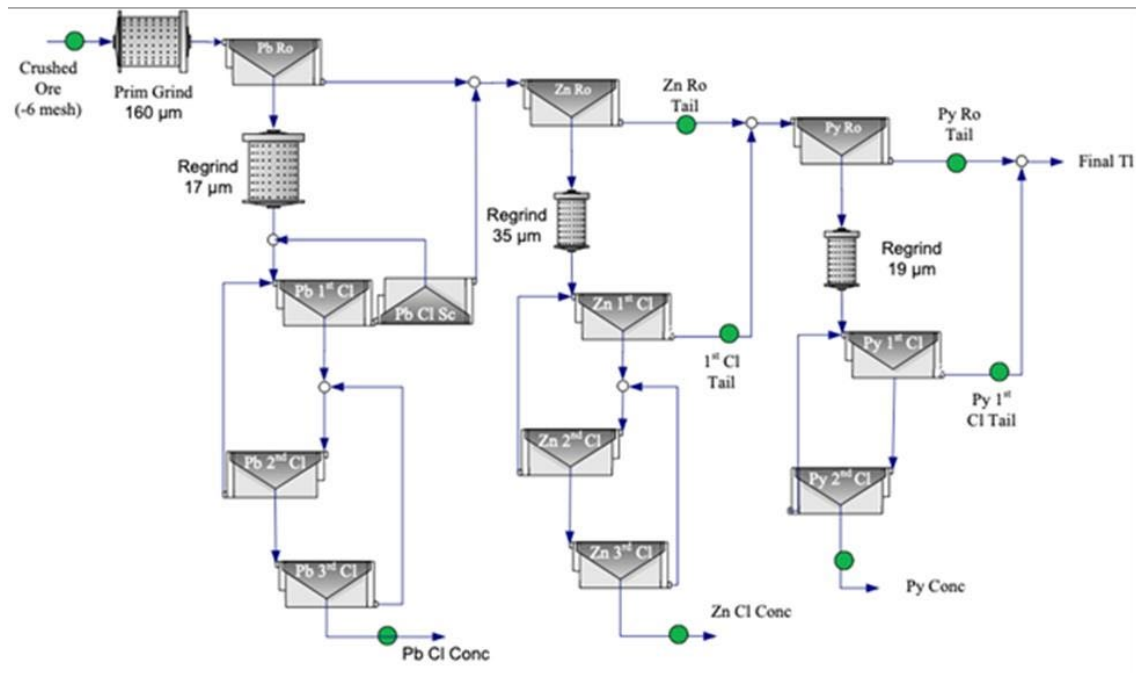 Crushed
Ore
(-6 mesh)
Prim Grind
160 µm
Pb Ro
Regrind
17 µm
Pb 1st Cl
Pb Cl Sc
Pb 2nd Cl
Pb 3rd Cl
Pb Cl Conc
Zn Ro
Zn Ro
Tail
Regrind
35 µm
Zn 1st Cl
1st Cl
Tail
Zn 2nd Cl
Zn 3rd Cl
Zn Cl Conc
Py Ro
Py Ro
Tail
Final Tl
Regrind
19 µm
Py 1st Cl
Py 1st
Cl Tail
Py 2nd Cl
Py Conc